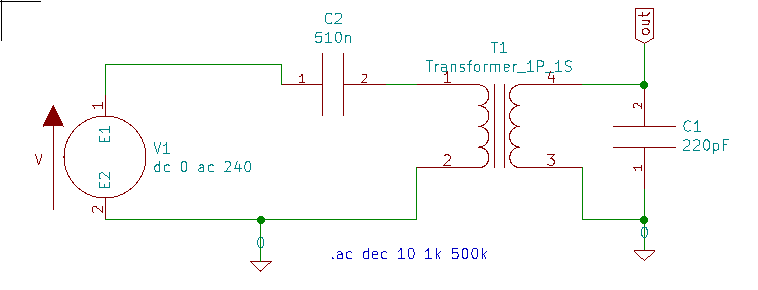 out
C2
510n
1 2
T1
Transformer_1P_1S
1 4
2 3
2
C1
220pF
1
1
E1
V
E2
2
V1
dc 0 ac 240
0
0
.ac dec 10 1k 500k